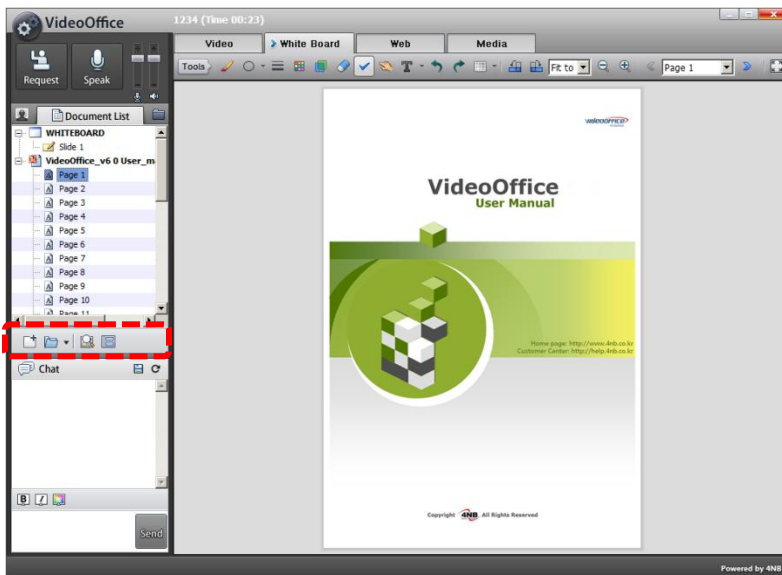 VideoOffice
1234 (Time 00:23)
Video
White Board
Web
Media
Request
Speak
Tools
T
Fit to
Page 1
Document List
WHITEBOARD
Slide 1
VideoOffice_v6 0 User_m
Page 1
Page 2
Page 3
Page 4
Page 5
Page 6
Page 7
Page 8
Page 9
Page 10
Page 11
Chat
B I
Send
videooffice
VideoOffice
User Manual
Home page: http://www.4nb.co.kr
Customer Center: http://help.4nb.co.kr
Copyright 4NB. All Rights Reserved
Powered by 4NB